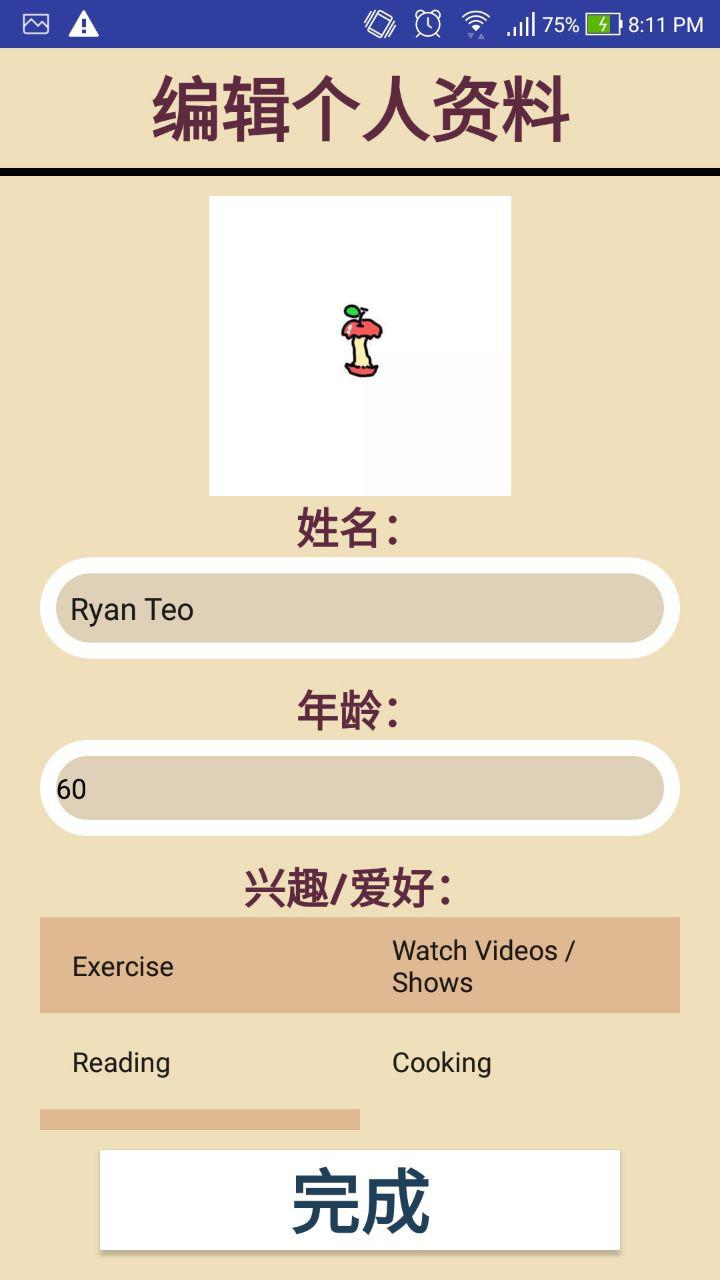 75% 8:11 PM
编辑个人资料
姓名：
Ryan Teo
年龄：
60
兴趣/爱好：
Exercise
Watch Videos /
Shows
Reading
Cooking
完成